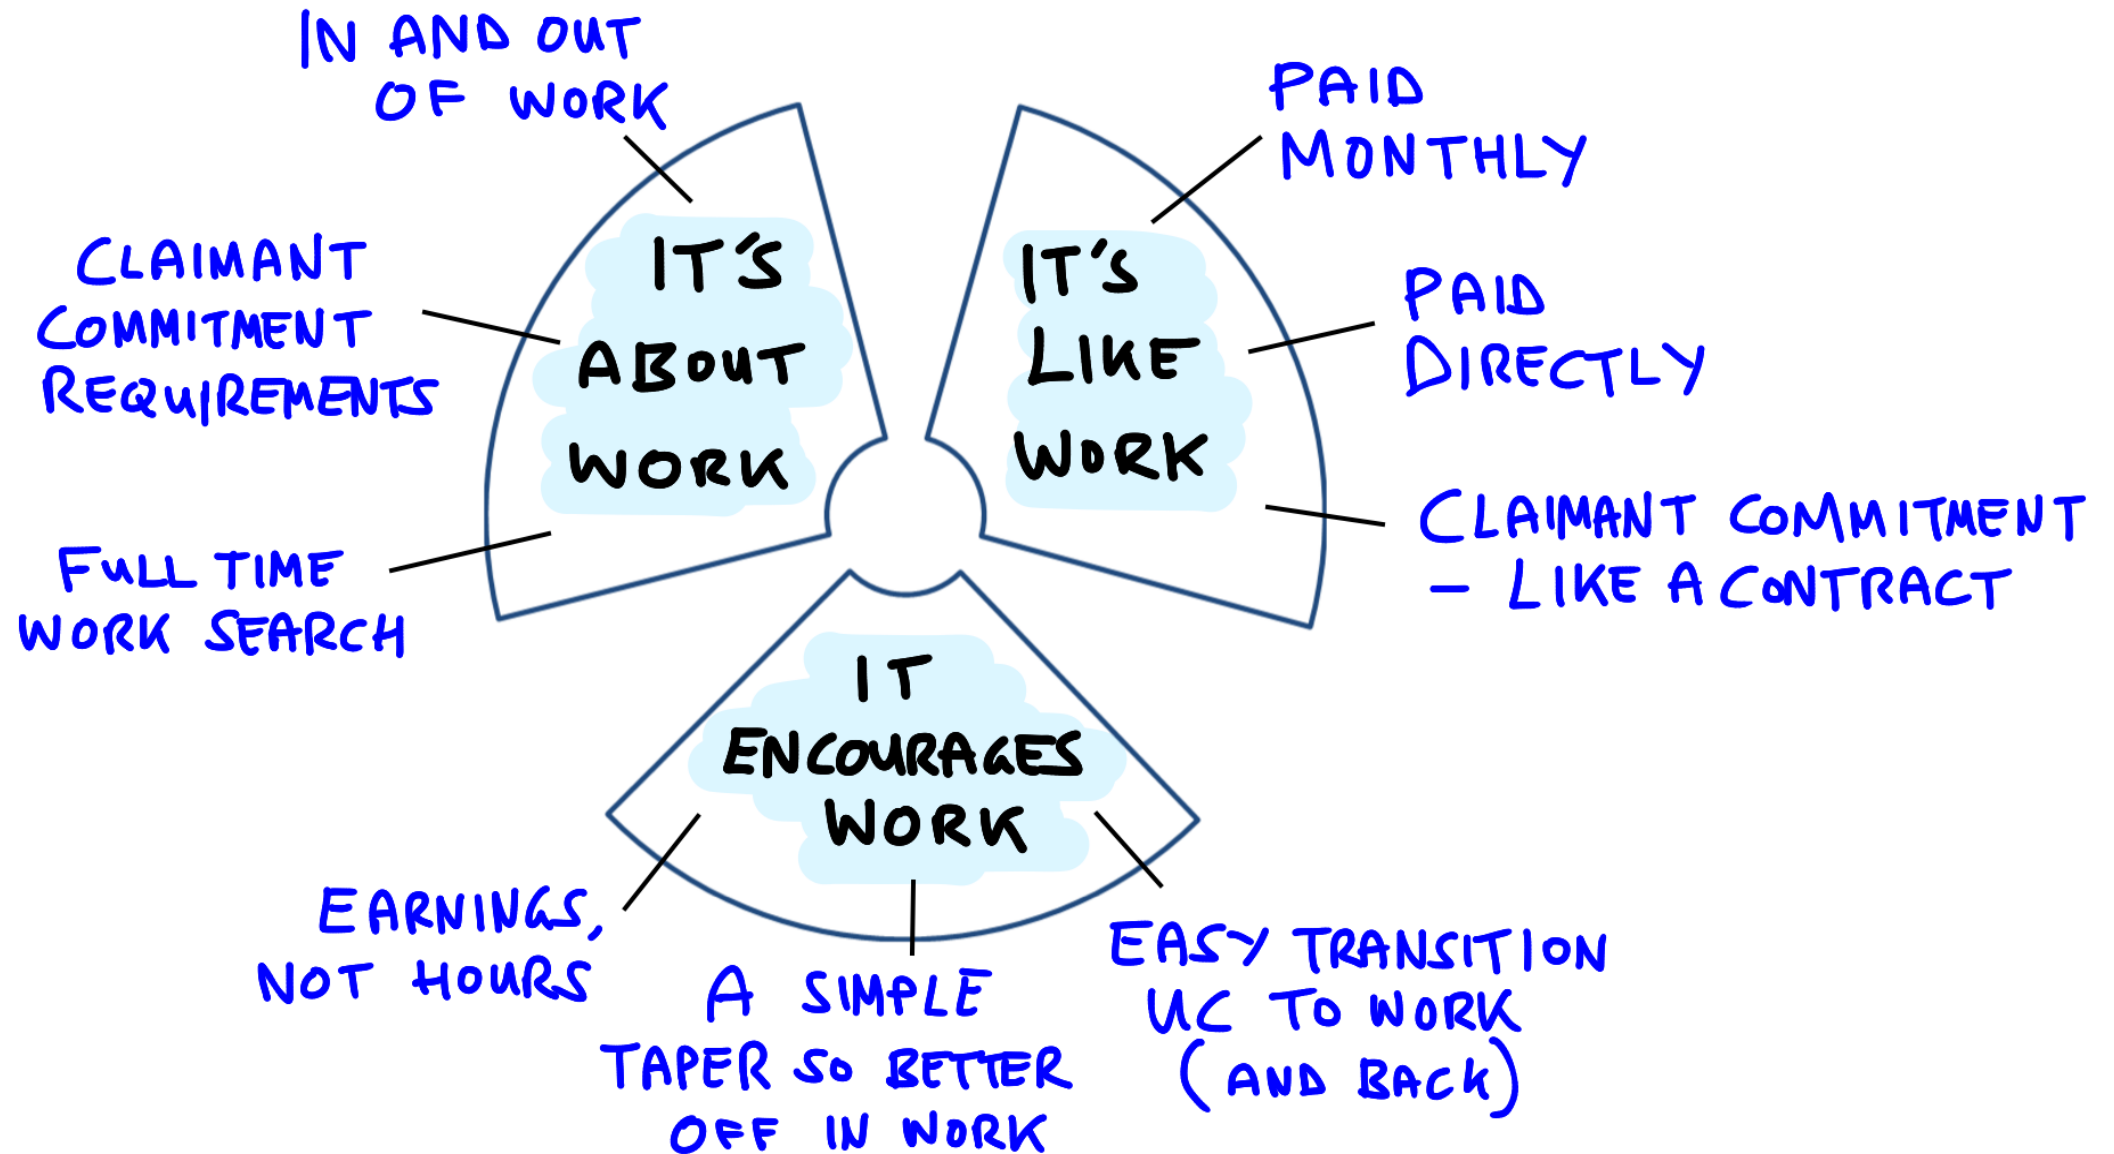 IN AND OUT
OF WORK
CLAIMANT
COMMITMENT
REQUIREMENTS
FULL TIME
WORK SEARCH
IT'S
ABOUT
WORK
IT'S
LIKE
WORK
PAID
MONTHLY
PAID
DIRECTLY
CLAIMANT COMMITMENT
– LIKE A CONTRACT
IT
ENCOURAGES
WORK
EARNINGS,
NOT HOURS
A SIMPLE
TAPER SO BETTER
OFF IN WORK
EASY TRANSITION
UC TO WORK
(AND BACK)